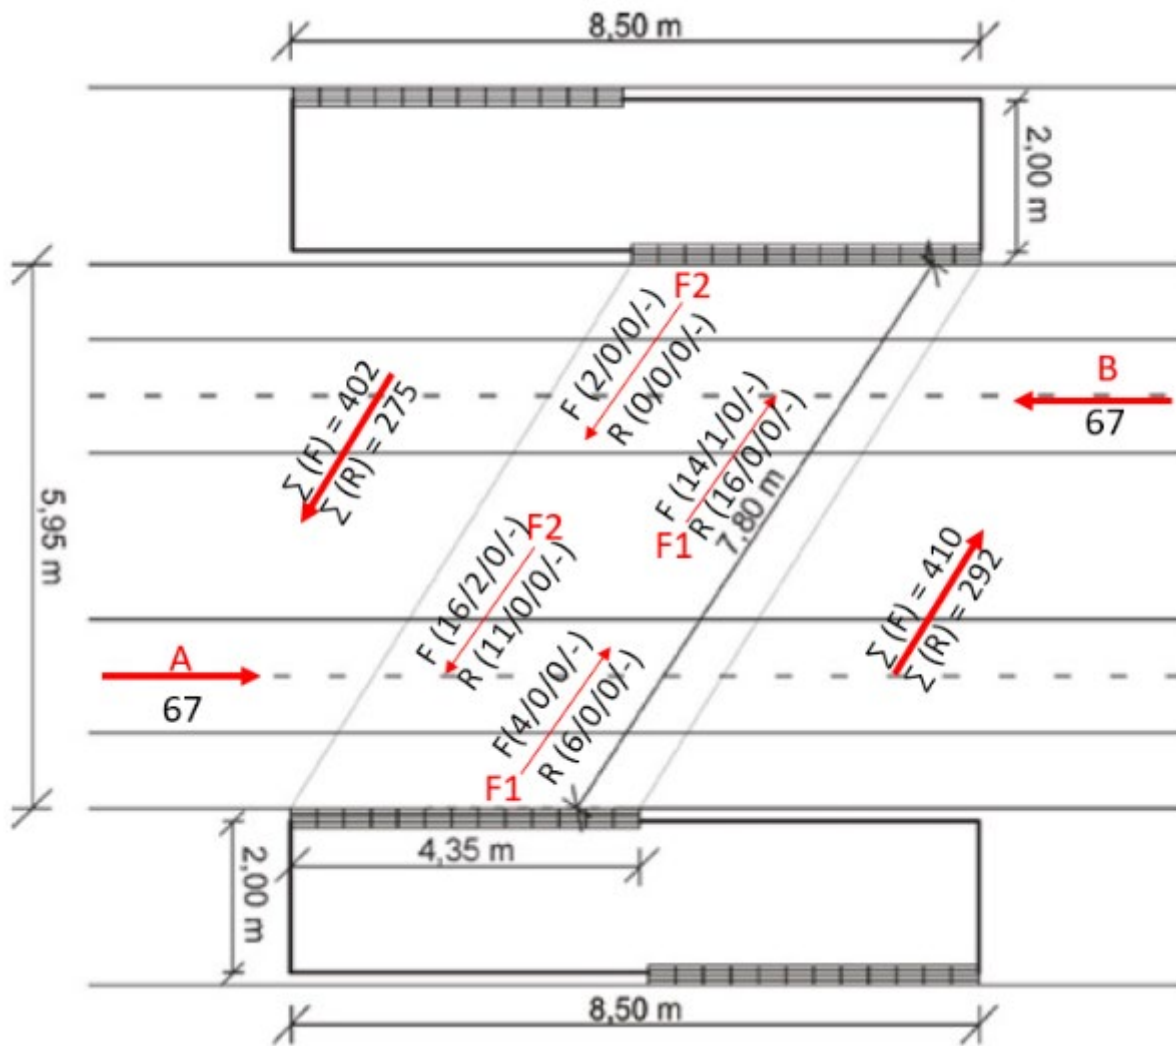 8,50 m
2,00 m
F2
F (2/0/0/-)
R (0/0/0/-)
∑ (F) = 402
∑ (R) = 275
B
67
F (14/1/0/-)
R (16/0/0/-)
F1
7,80 m
5,95 m
F2
F (16/2/0/-)
R (11/0/0/-)
∑ (F) = 410
∑ (R) = 292
A
67
F(4/0/0/-)
R (6/0/0/-)
F1
4,35 m
2,00 m
8,50 m